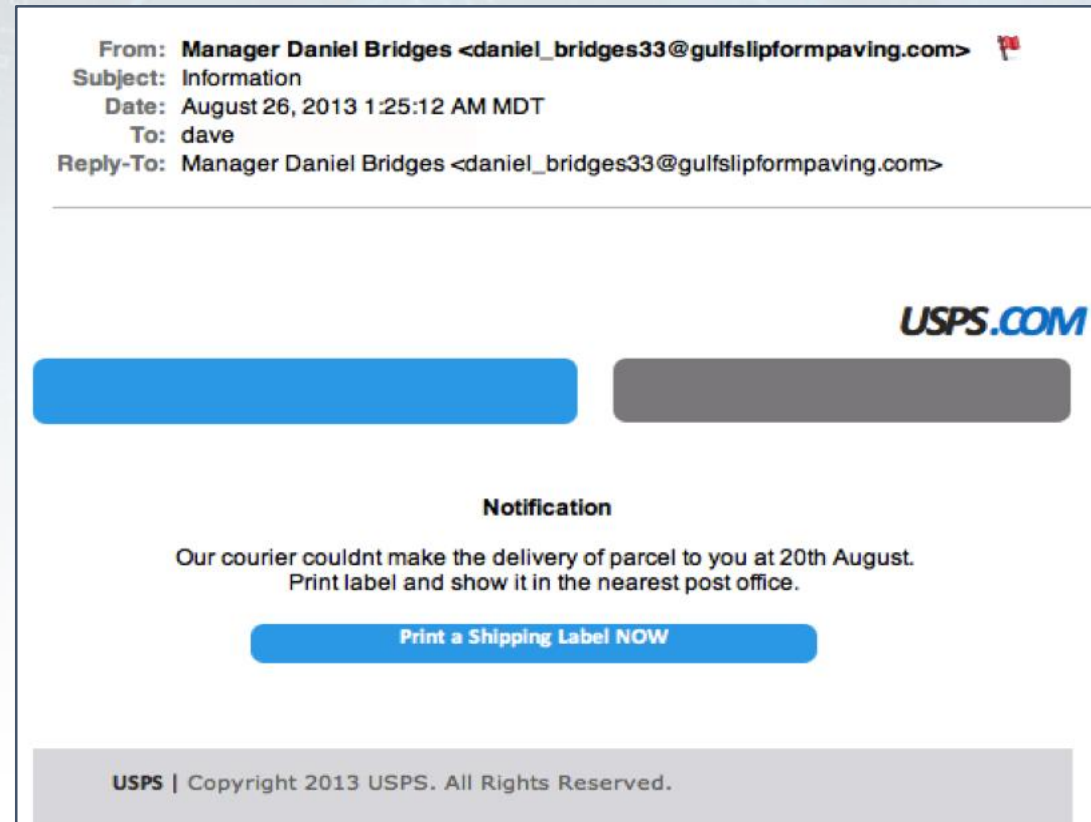 From: Manager Daniel Bridges <daniel_bridges33@gulfslipformpaving.com>
Subject: Information
Date: August 26, 2013 1:25:12 AM MDT
To: dave
Reply-To: Manager Daniel Bridges <daniel_bridges33@gulfslipformpaving.com>
USPS.COM
Notification
Our courier couldnt make the delivery of parcel to you at 20th August.
Print label and show it in the nearest post office.
Print a Shipping Label NOW
USPS | Copyright 2013 USPS. All Rights Reserved.